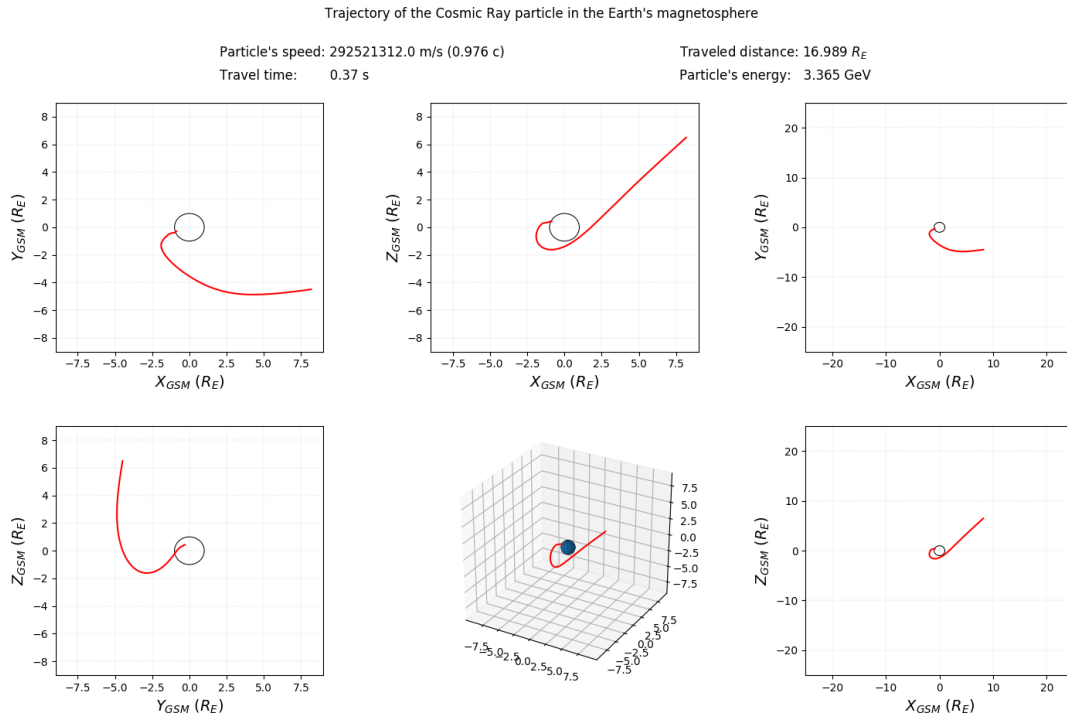 Trajectory of the Cosmic Ray particle in the Earth's magnetosphere
Particle's speed: 292521312.0 m/s (0.976 c)
Traveled distance: 16.989 R_E
Travel time: 0.37 s
Particle's energy: 3.365 GeV
8
6
4
2
0
−2
−4
−6
−8
Y_GSM (R_E)
−7.5 −5.0 −2.5 0.0 2.5 5.0 7.5
X_GSM (R_E)
8
6
4
2
0
−2
−4
−6
−8
Z_GSM (R_E)
−7.5 −5.0 −2.5 0.0 2.5 5.0 7.5
X_GSM (R_E)
20
10
0
−10
−20
Y_GSM (R_E)
−20 −10 0 10 20
X_GSM (R_E)
8
6
4
2
0
−2
−4
−6
−8
Z_GSM (R_E)
−7.5 −5.0 −2.5 0.0 2.5 5.0 7.5
Y_GSM (R_E)
7.5
5.0
2.5
0.0
−2.5
−5.0
−7.5
7.5
5.0
2.5
0.0
−2.5
−5.0
−7.5
−7.5 −5.0 −2.5 0.0 2.5 5.0 7.5
20
10
0
−10
−20
Z_GSM (R_E)
−20 −10 0 10 20
X_GSM (R_E)